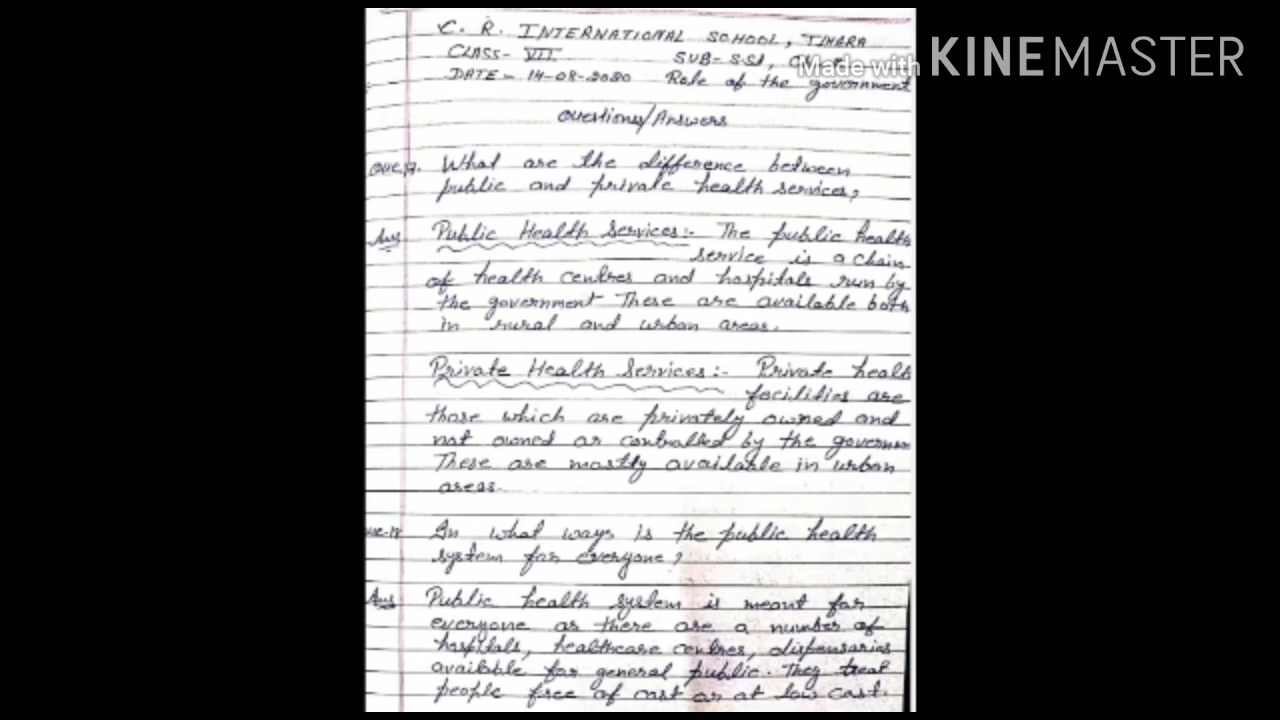 C. R. INTERNATIONAL SCHOOL, TIHARA
CLASS- VII SUB- S.St,
Made with KINEMASTER
DATE - 14-08-2020 Role of the government
Questions/Answers
Que.17. What are the difference between
public and private health services?
Ans Public Health Services:- The public health
service is a chain
of health centres and hospitals run by
the government These are available both
in rural and urban areas.
Private Health Services:- Private healt
facilities are
those which are privately owned and
not owned or controlled by the governm
These are mostly available in urban
areas.
ue-18 In what ways is the public health
system for everyone?
Ans Public health system is meant for
everyone as there are a number of
hospitals, healthcare centres, dispensaries
available for general public. They treat
people free of cost or at low cost.